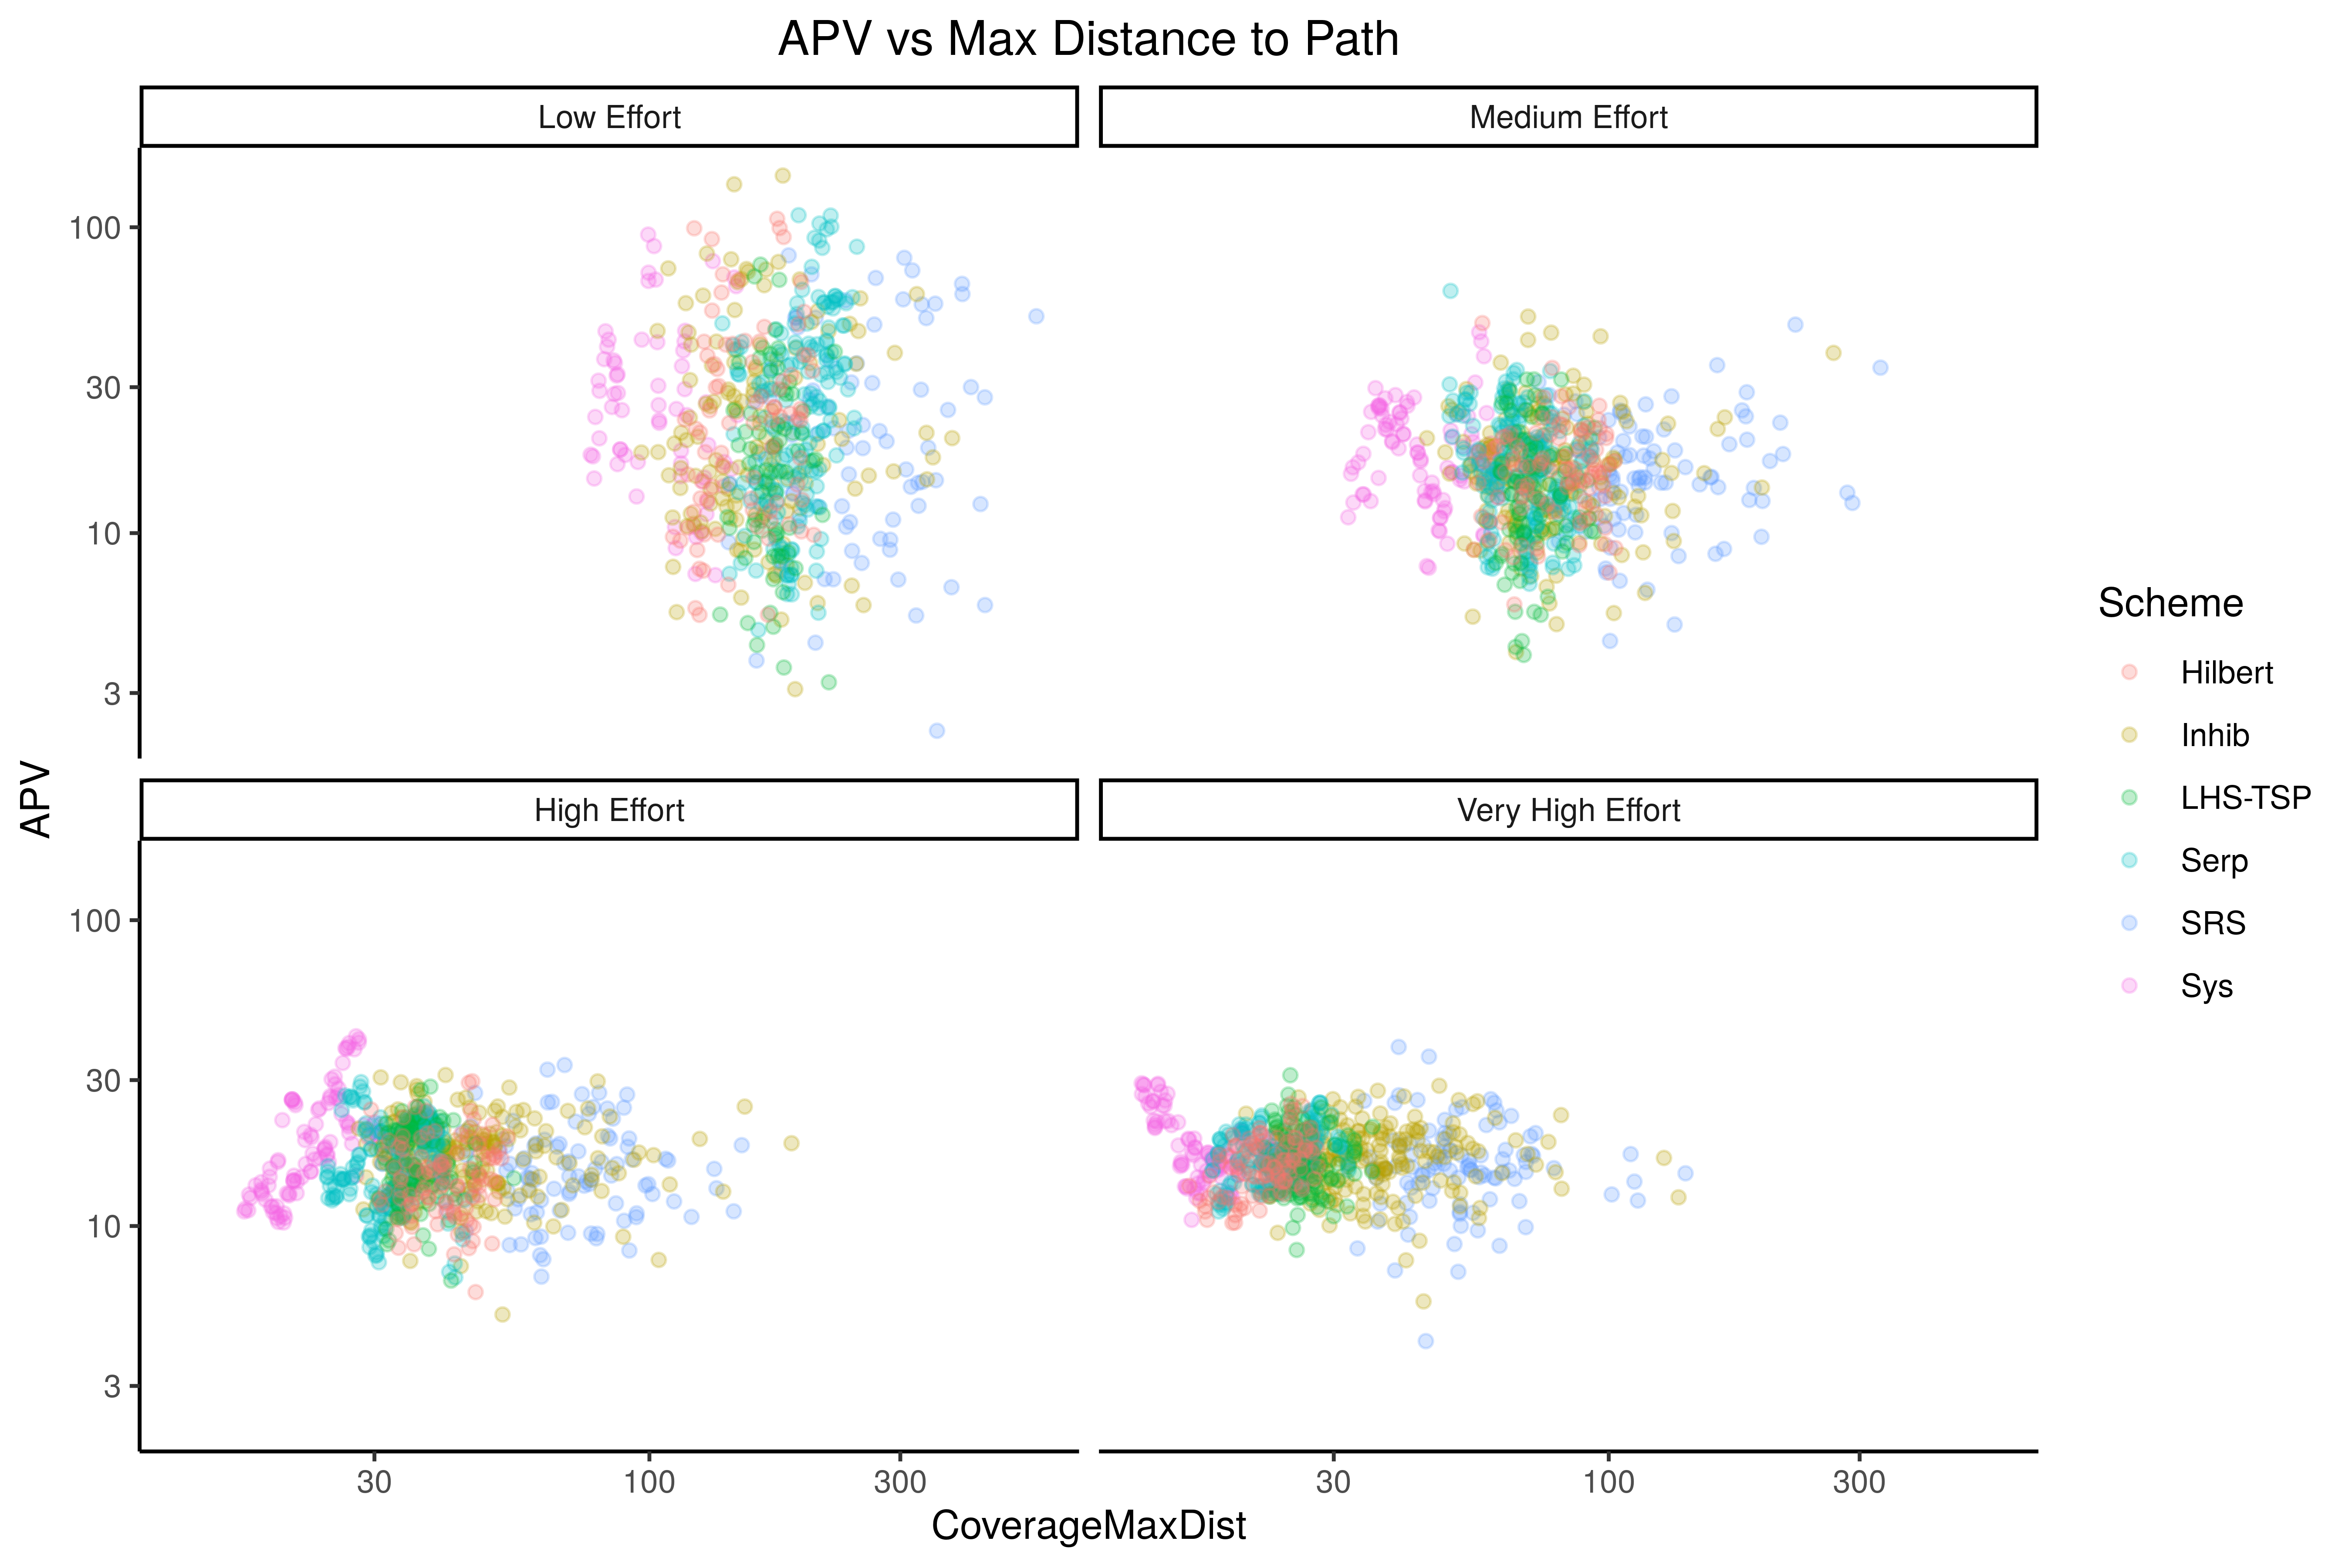 APV vs Max Distance to Path
Low Effort
Medium Effort
100
30
10
3
High Effort
Very High Effort
100
30
10
3
APV
30
100
300
30
100
300
CoverageMaxDist
Scheme
Hilbert
Inhib
LHS-TSP
Serp
SRS
Sys